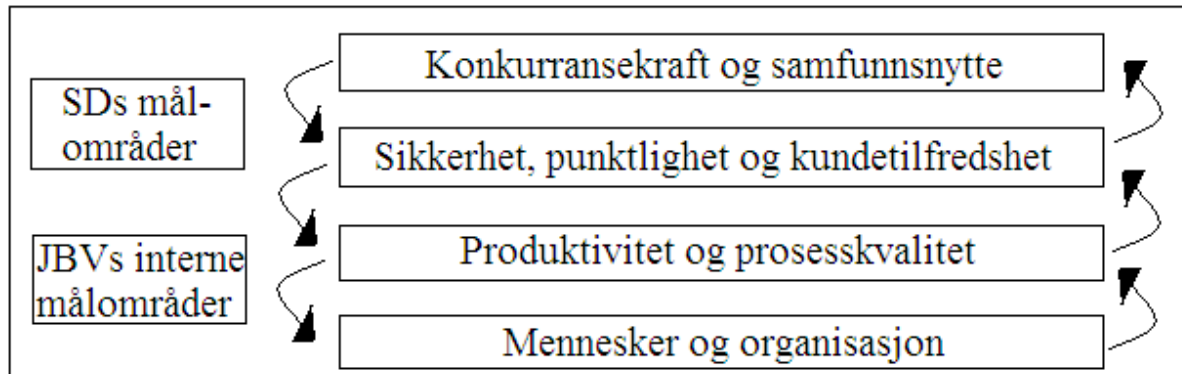 Konkurransekraft og samfunnsnytte
SDs mål-
områder
Sikkerhet, punktlighet og kundetilfredshet
Produktivitet og prosesskvalitet
JBVs interne
målområder
Mennesker og organisasjon